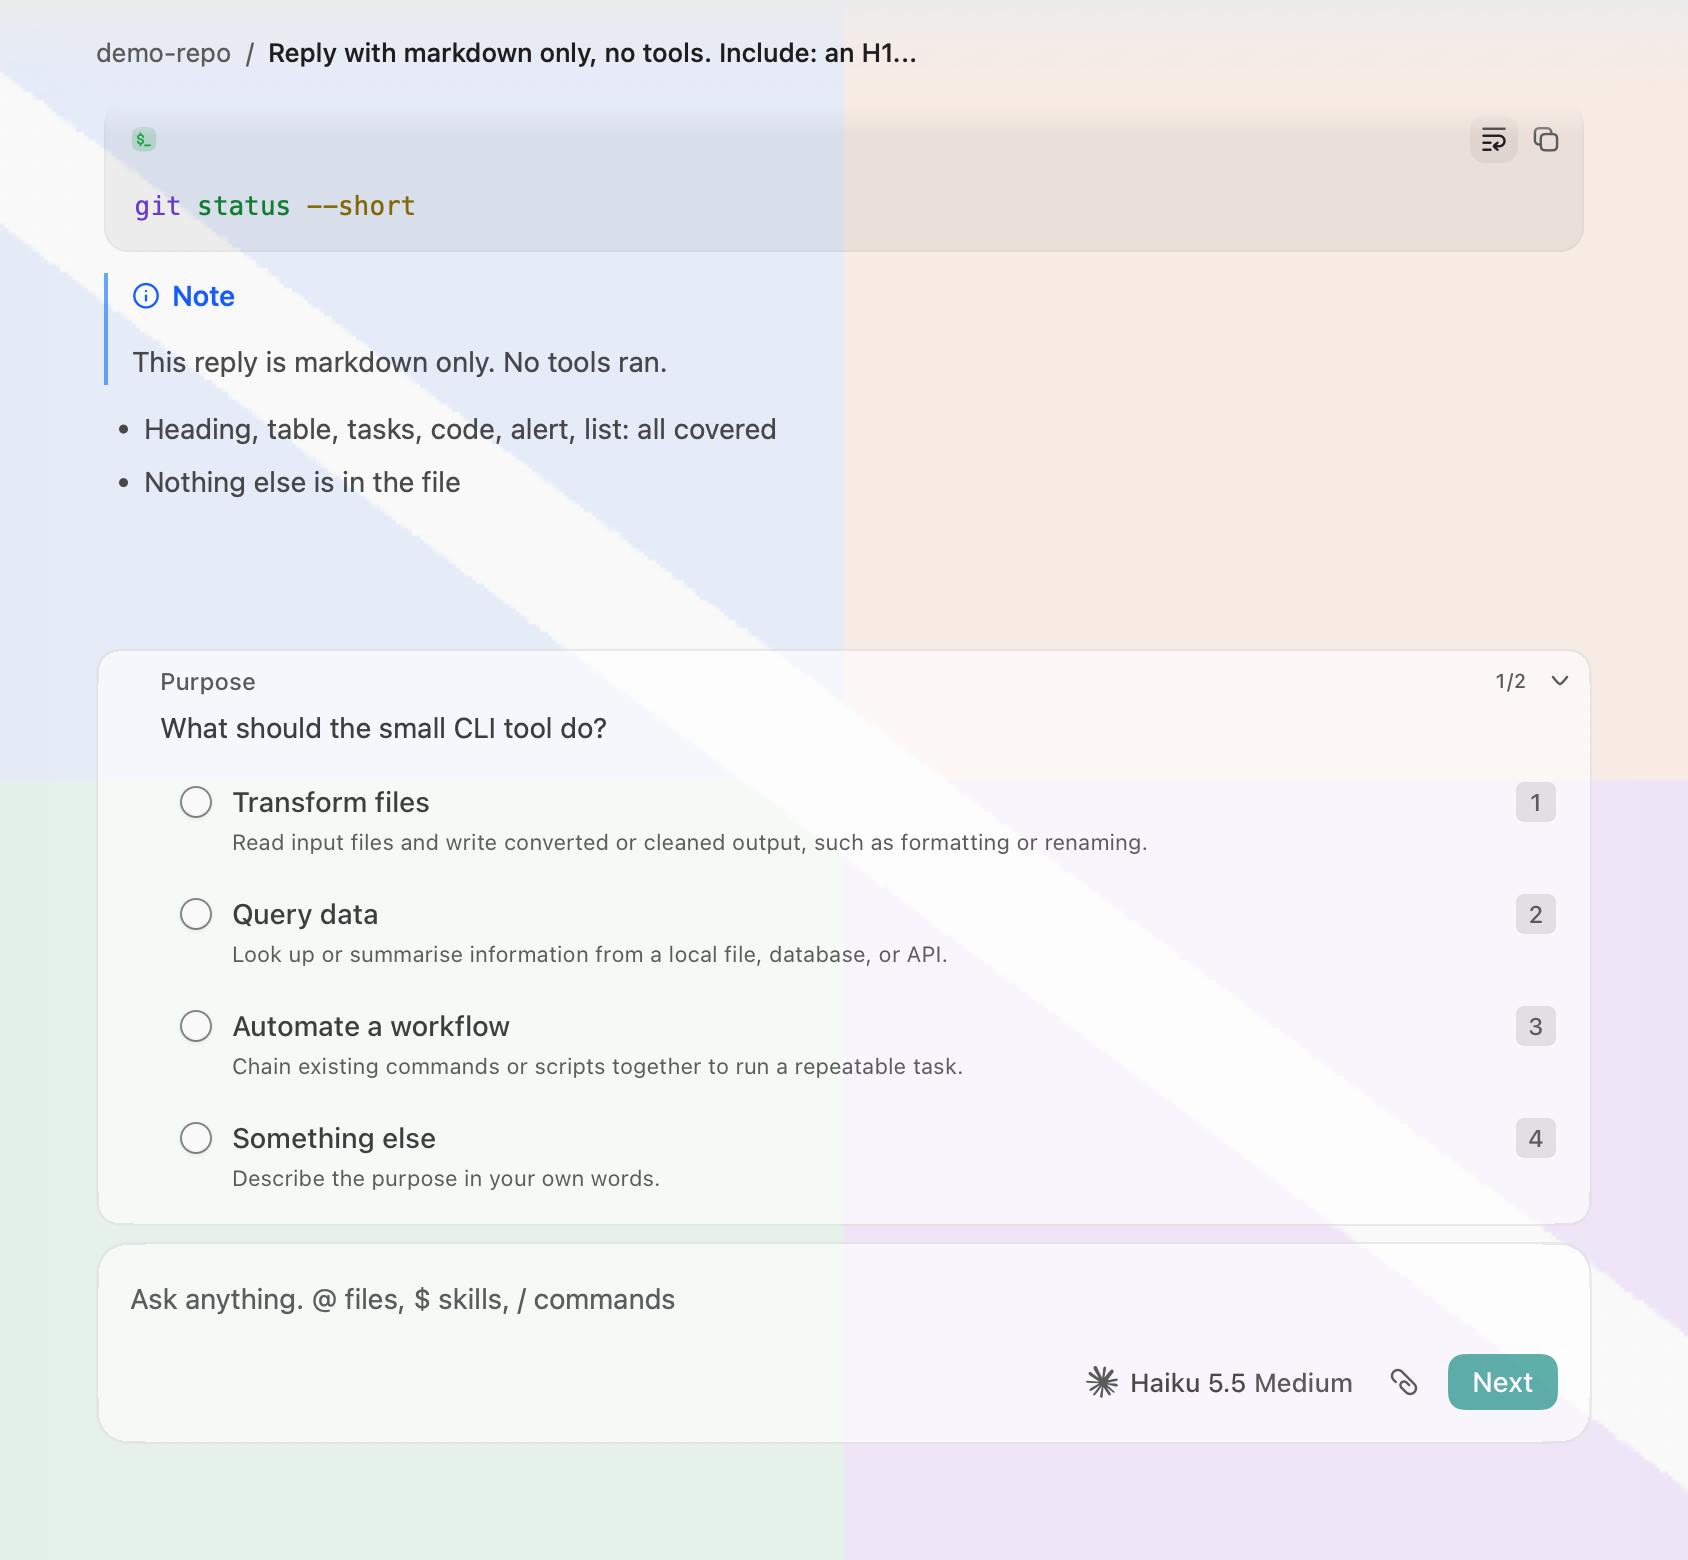 demo-repo / Reply with markdown only, no tools. Include: an H1...
$_
git status --short
Note
This reply is markdown only. No tools ran.
• Heading, table, tasks, code, alert, list: all covered
• Nothing else is in the file
Purpose 1/2
What should the small CLI tool do?
Transform files 1
Read input files and write converted or cleaned output, such as formatting or renaming.
Query data 2
Look up or summarise information from a local file, database, or API.
Automate a workflow 3
Chain existing commands or scripts together to run a repeatable task.
Something else 4
Describe the purpose in your own words.
Ask anything. @ files, $ skills, / commands
Haiku 5.5 Medium Next